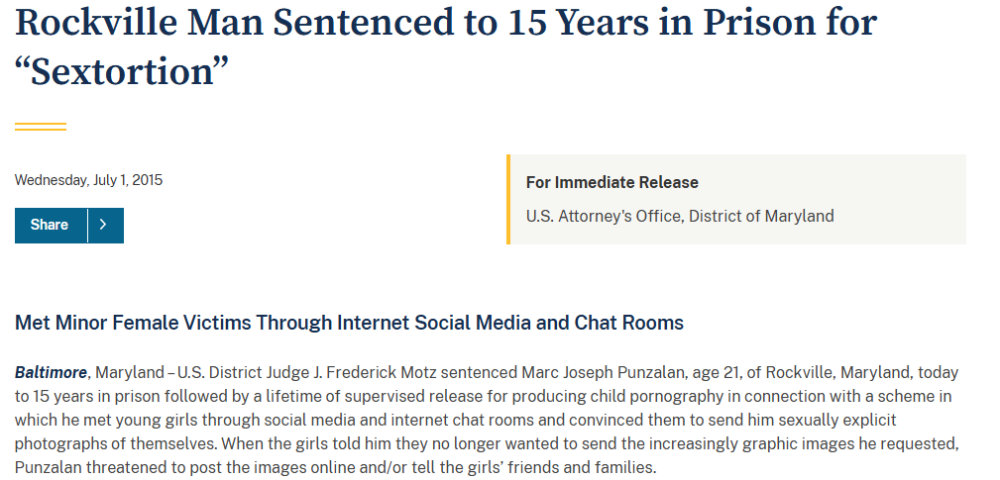 Rockville Man Sentenced to 15 Years in Prison for
“Sextortion”
Wednesday, July 1, 2015
Share
For Immediate Release
U.S. Attorney's Office, District of Maryland
Met Minor Female Victims Through Internet Social Media and Chat Rooms
Baltimore, Maryland – U.S. District Judge J. Frederick Motz sentenced Marc Joseph Punzalan, age 21, of Rockville, Maryland, today
to 15 years in prison followed by a lifetime of supervised release for producing child pornography in connection with a scheme in
which he met young girls through social media and internet chat rooms and convinced them to send him sexually explicit
photographs of themselves. When the girls told him they no longer wanted to send the increasingly graphic images he requested,
Punzalan threatened to post the images online and/or tell the girls’ friends and families.